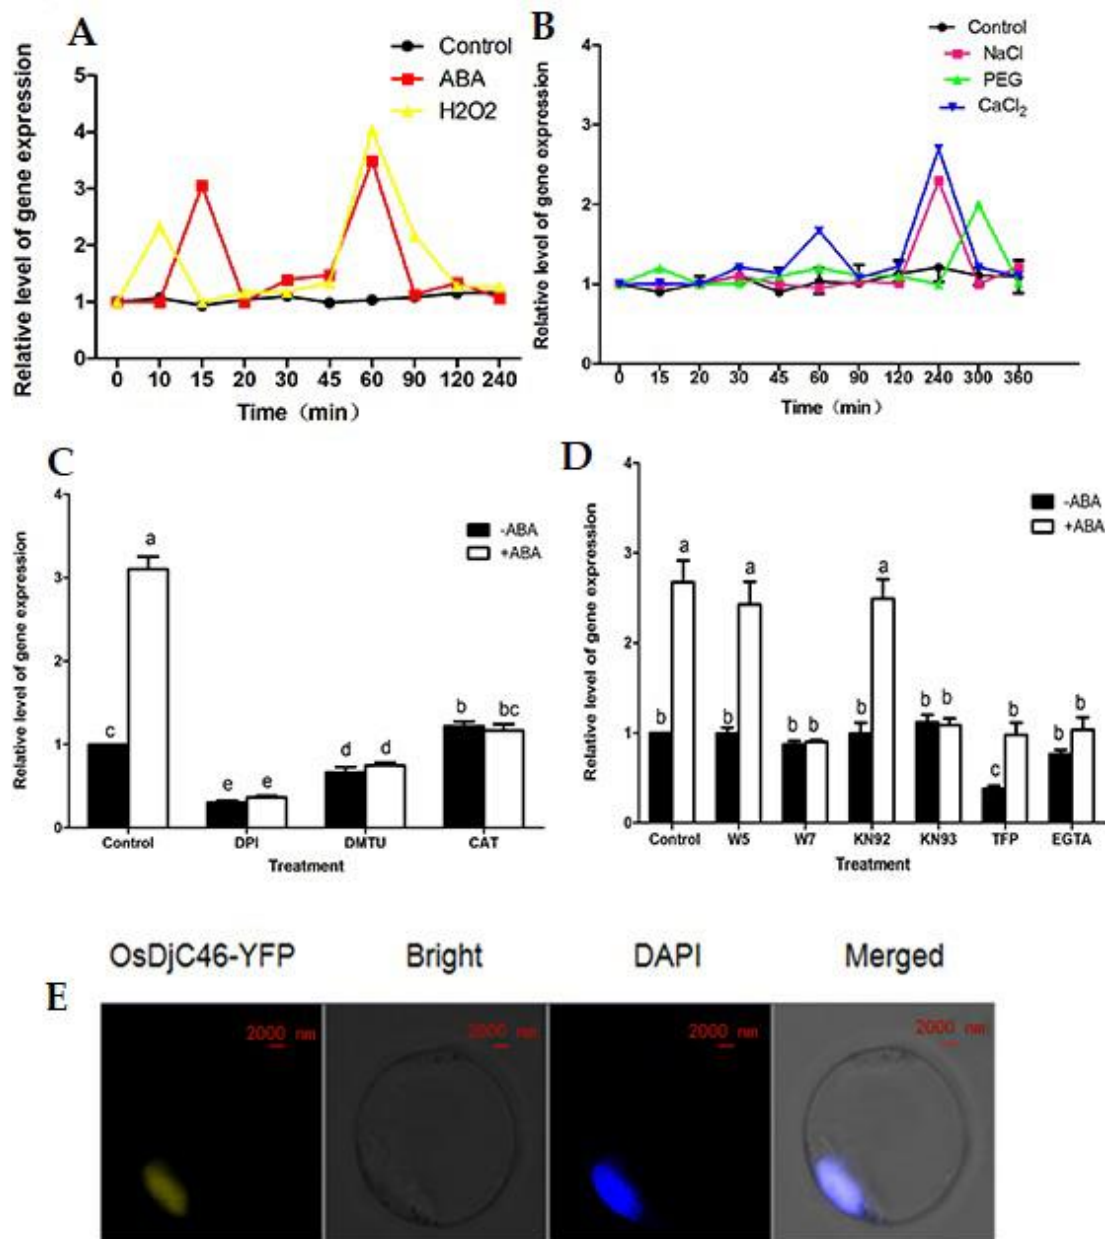 A
Control
ABA
H2O2
Relative level of gene expression
5
4
3
2
1
0
0 10 15 20 30 45 60 90 120 240
Time (min)
B
Control
NaCl
PEG
CaCl₂
Relative level of gene expression
4
3
2
1
0
0 15 20 30 45 60 90 120 240 300 360
Time (min)
C
-ABA
+ABA
Relative level of gene expression
4
3
2
1
0
c a e e d d b bc
Control DPI DMTU CAT
Treatment
D
-ABA
+ABA
Relative level of gene expression
4
3
2
1
0
b a b a b b b a b b c b b b
Control W5 W7 KN92 KN93 TFP EGTA
Treatment
E
OsDjC46-YFP Bright DAPI Merged
2000 nm 2000 nm 2000 nm 2000 nm